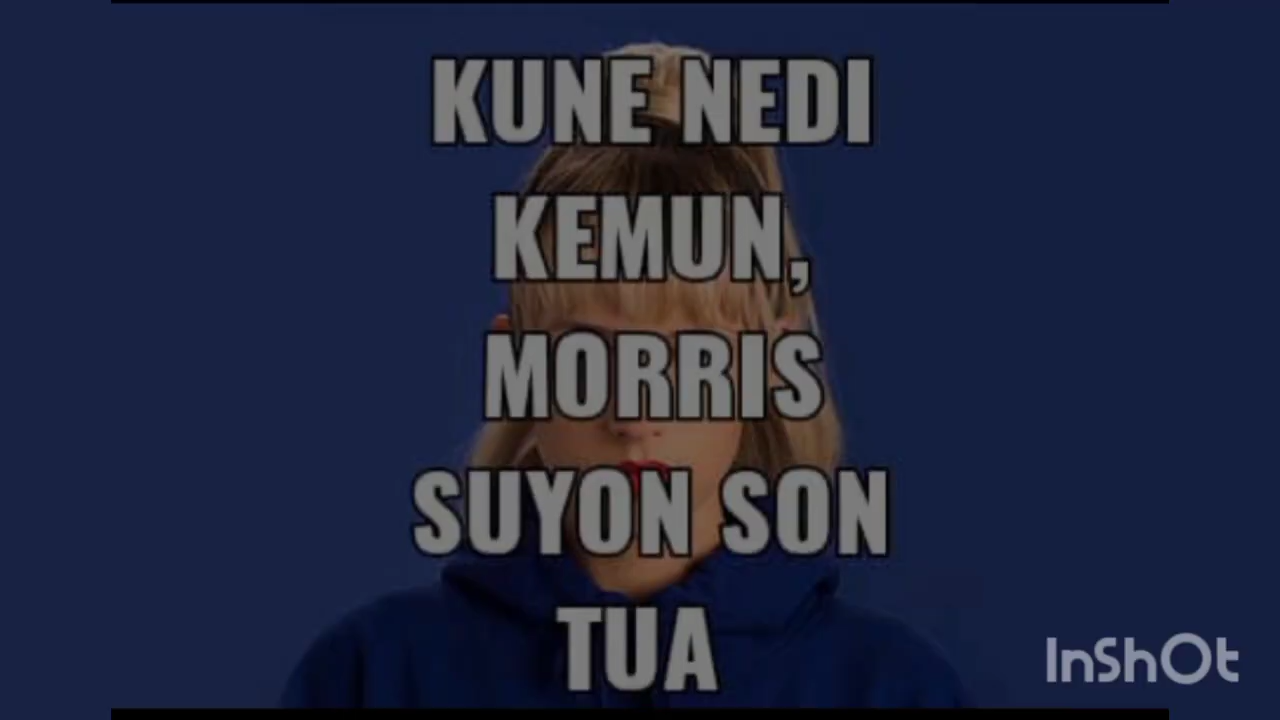 KUNE NEDI
KEMUN,
MORRIS
SUYON SON
TUA
InShOt